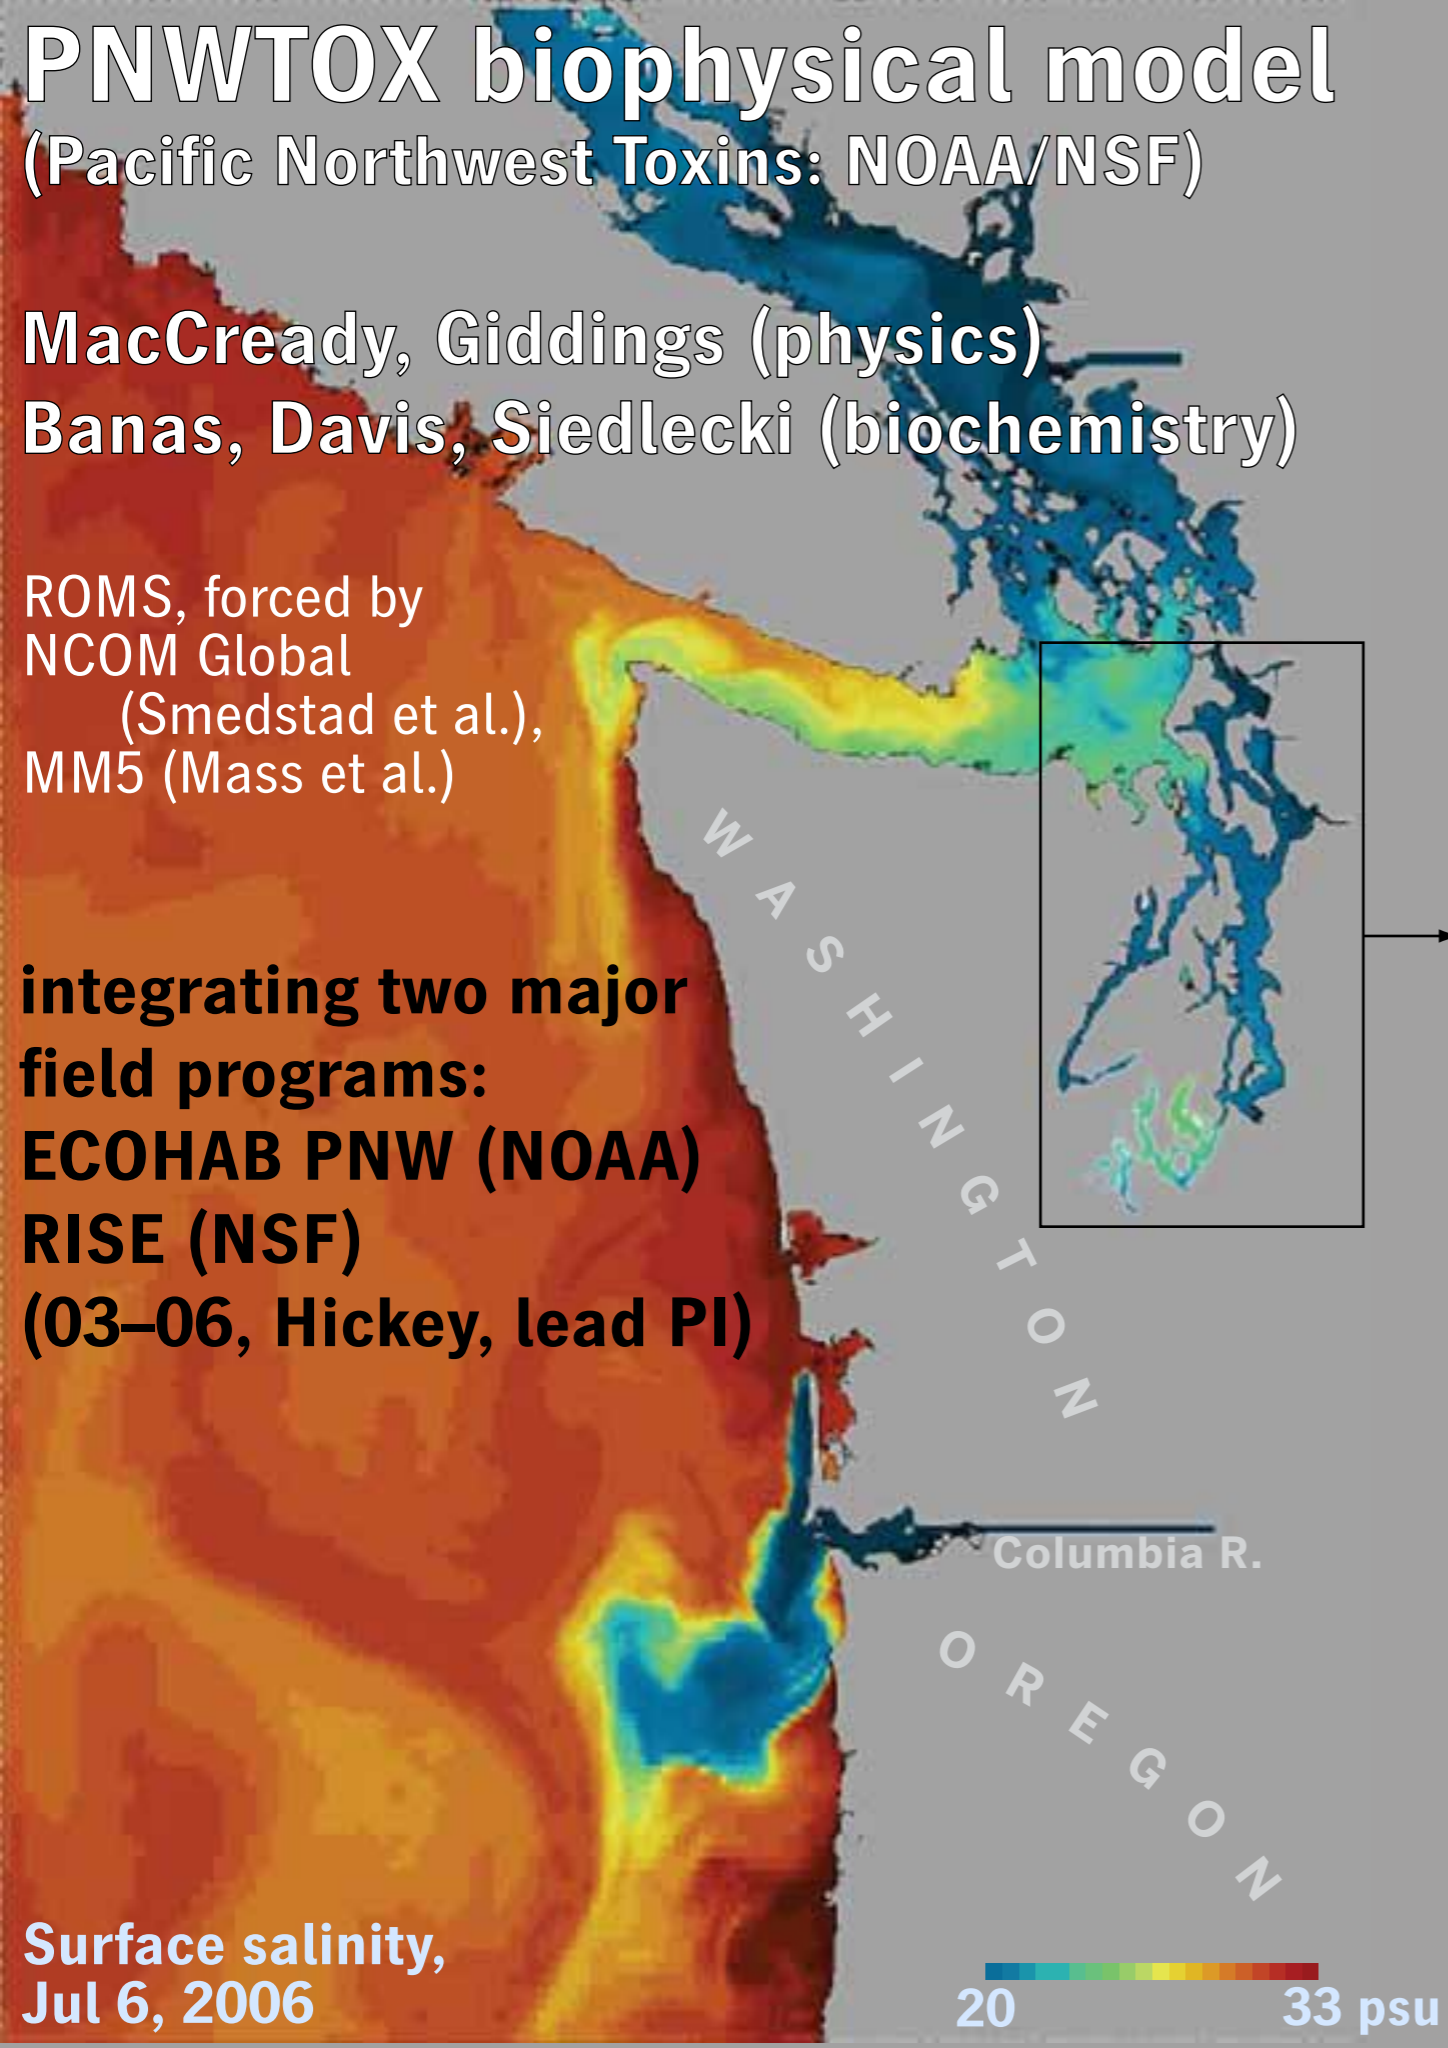 PNWTOX biophysical model
(Pacific Northwest Toxins: NOAA/NSF)
MacCready, Giddings (physics)
Banas, Davis, Siedlecki (biochemistry)
ROMS, forced by
NCOM Global
(Smedstad et al.),
MM5 (Mass et al.)
WASHINGTON
integrating two major
field programs:
ECOHAB PNW (NOAA)
RISE (NSF)
(03–06, Hickey, lead PI)
Columbia R.
OREGON
Surface salinity,
Jul 6, 2006
20 33 psu